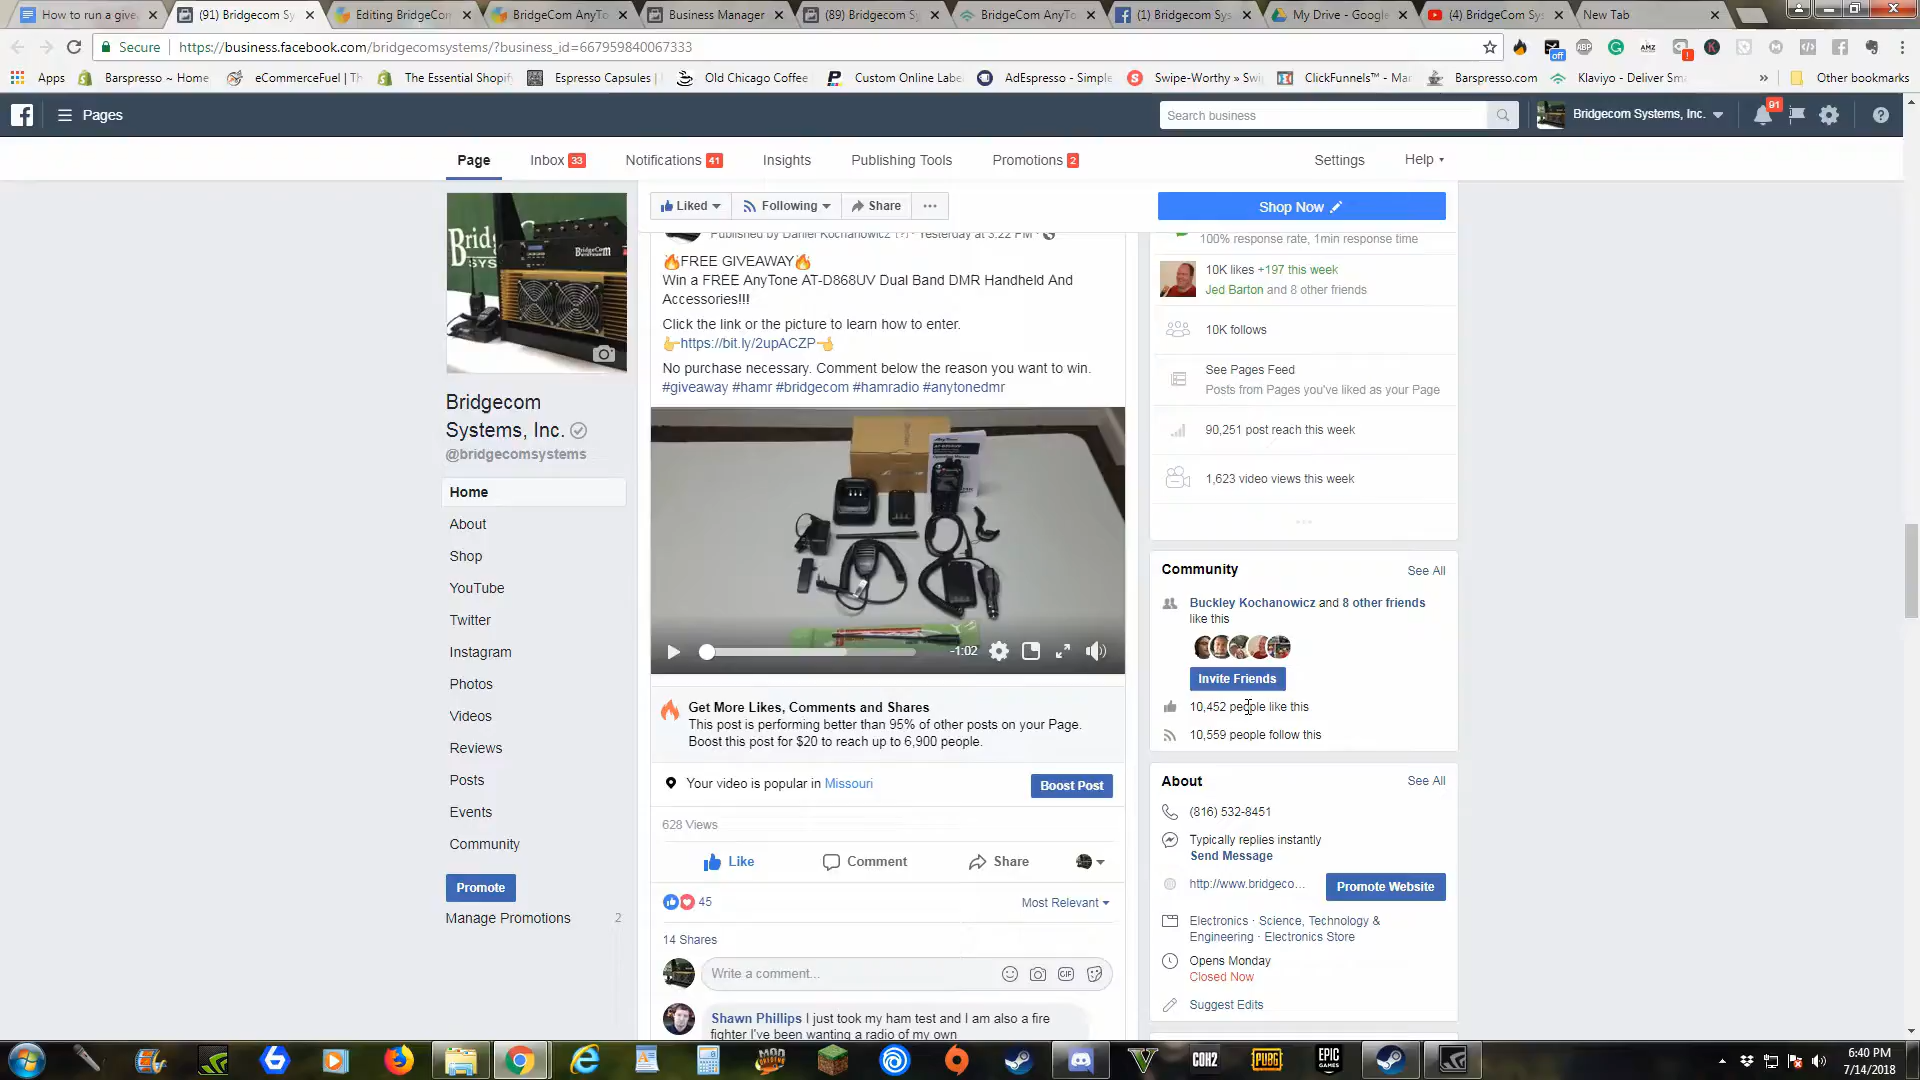 How to run a give
(91) Bridgecom Sy
Editing BridgeCom
BridgeCom AnyTo
Business Manager
(89) Bridgecom Sy
BridgeCom AnyTo
(1) Bridgecom Sys
My Drive - Google
(4) BridgeCom Sys
New Tab
Secure
https://business.facebook.com/bridgecomsystems/?business_id=667959840067333
Apps
Barspresso ~ Home
eCommerceFuel | Th
The Essential Shopif
Espresso Capsules |
Old Chicago Coffee
Custom Online Labe
AdEspresso - Simple
Swipe-Worthy » Swi
ClickFunnels™ - Mar
Barspresso.com
Klaviyo - Deliver Sm
»
Other bookmarks
Pages
Search business
Bridgecom Systems, Inc.
91
Page
Inbox 33
Notifications 41
Insights
Publishing Tools
Promotions 2
Settings
Help
Liked
Following
Share
Shop Now
Bridgecom
Systems, Inc.
@bridgecomsystems
Home
About
Shop
YouTube
Twitter
Instagram
Photos
Videos
Reviews
Posts
Events
Community
Promote
Manage Promotions 2
Published by Daniel Kochanowicz [?] · Yesterday at 3:22 PM ·
🔥FREE GIVEAWAY🔥
Win a FREE AnyTone AT-D868UV Dual Band DMR Handheld And
Accessories!!!
Click the link or the picture to learn how to enter.
👉https://bit.ly/2upACZP👈
No purchase necessary. Comment below the reason you want to win.
#giveaway #hamr #bridgecom #hamradio #anytonedmr
-1:02
Get More Likes, Comments and Shares
This post is performing better than 95% of other posts on your Page.
Boost this post for $20 to reach up to 6,900 people.
Your video is popular in Missouri
Boost Post
628 Views
Like
Comment
Share
45
Most Relevant
14 Shares
Write a comment...
GIF
Shawn Phillips I just took my ham test and I am also a fire
fighter I've been wanting a radio of my own
100% response rate, 1min response time
10K likes +197 this week
Jed Barton and 8 other friends
10K follows
See Pages Feed
Posts from Pages you've liked as your Page
90,251 post reach this week
1,623 video views this week
Community
See All
Buckley Kochanowicz and 8 other friends
like this
Invite Friends
10,452 people like this
10,559 people follow this
About
See All
(816) 532-8451
Typically replies instantly
Send Message
http://www.bridgeco...
Promote Website
Electronics · Science, Technology &
Engineering · Electronics Store
Opens Monday
Closed Now
Suggest Edits
COH2
PUBG
EPIC
GAMES
6:40 PM
7/14/2018